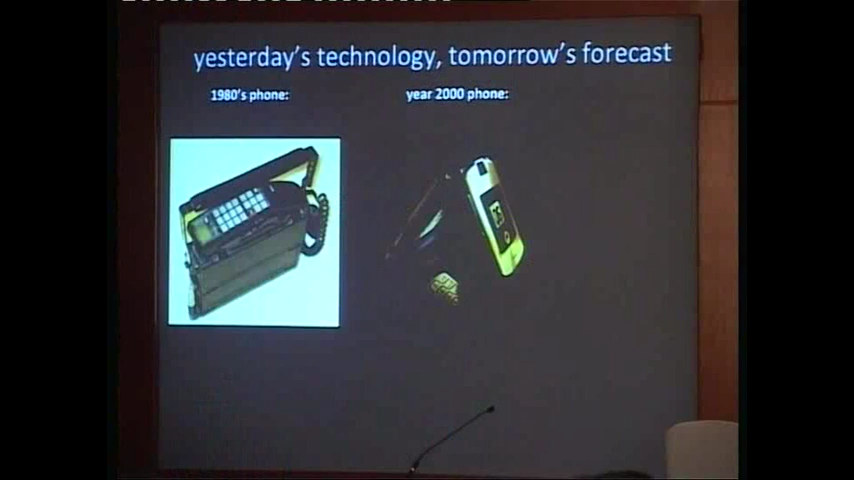 yesterday's technology, tomorrow's forecast
1980's phone:
year 2000 phone: